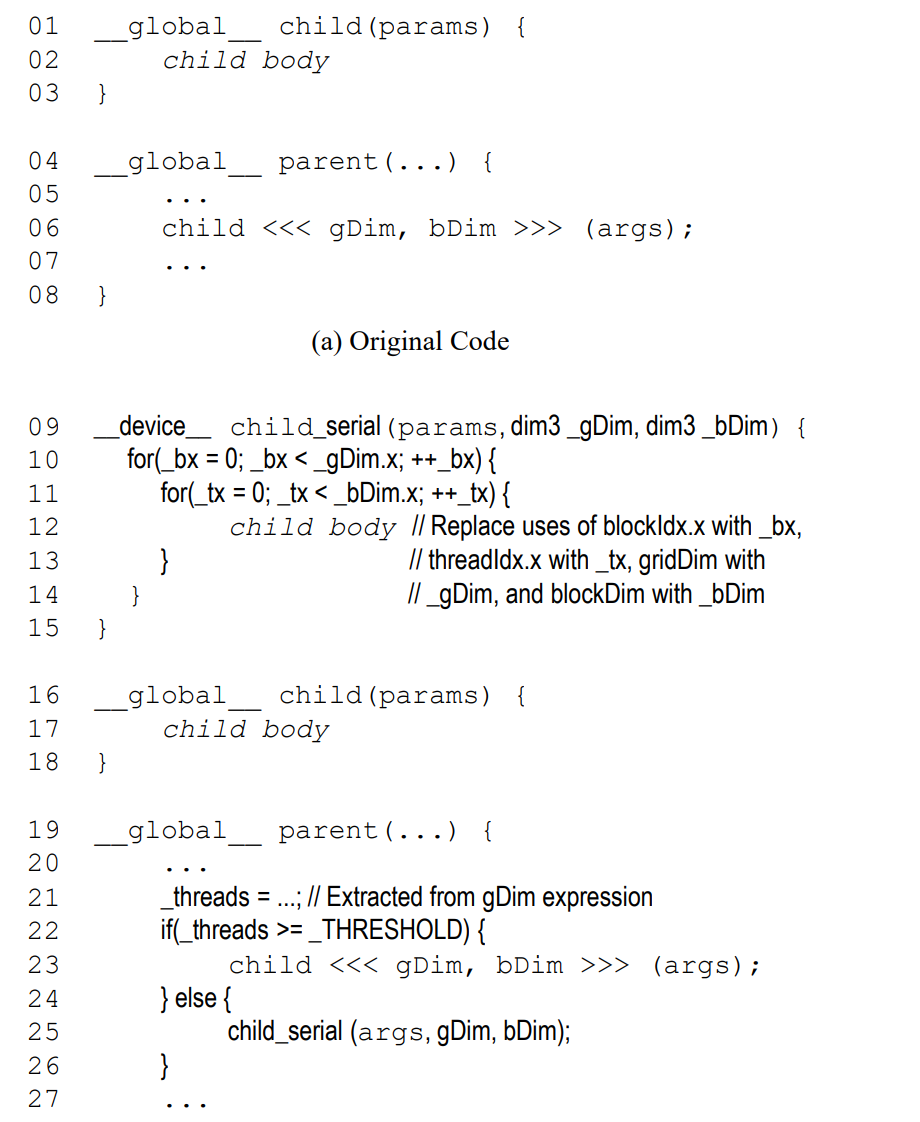 01 __global__ child(params) {
02 child body
03 }
04 __global__ parent(...) {
05 ...
06 child <<< gDim, bDim >>> (args);
07 ...
08 }
(a) Original Code
09 __device__ child_serial(params, dim3 _gDim, dim3 _bDim) {
10 for(_bx = 0; _bx < _gDim.x; ++_bx) {
11 for(_tx = 0; _tx < _bDim.x; ++_tx) {
12 child body // Replace uses of blockIdx.x with _bx,
13 } // threadIdx.x with _tx, gridDim with
14 } // _gDim, and blockDim with _bDim
15 }
16 __global__ child(params) {
17 child body
18 }
19 __global__ parent(...) {
20 ...
21 _threads = ...; // Extracted from gDim expression
22 if(_threads >= _THRESHOLD) {
23 child <<< gDim, bDim >>> (args);
24 } else {
25 child_serial (args, gDim, bDim);
26 }
27 ...